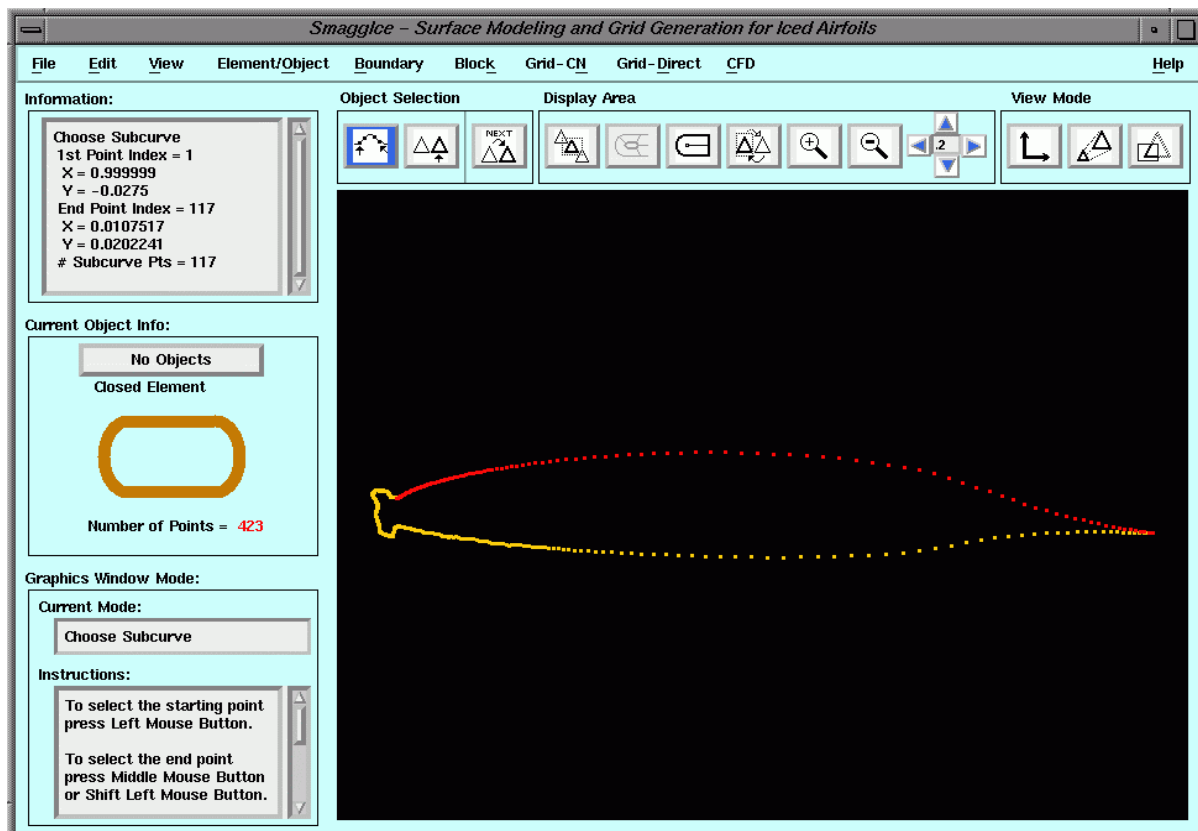 SmaggIce – Surface Modeling and Grid Generation for Iced Airfoils
File Edit View Element/Object Boundary Block Grid-CN Grid-Direct CFD Help
Information:
Choose Subcurve
1st Point Index = 1
X = 0.999999
Y = -0.0275
End Point Index = 117
X = 0.0107517
Y = 0.0202241
# Subcurve Pts = 117
Object Selection
NEXT
Display Area
.2
View Mode
Current Object Info:
No Objects
Closed Element
Number of Points = 423
Graphics Window Mode:
Current Mode:
Choose Subcurve
Instructions:
To select the starting point
press Left Mouse Button.
To select the end point
press Middle Mouse Button
or Shift Left Mouse Button.